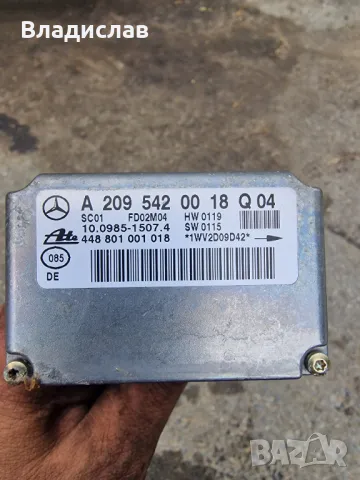 Владислав
A 209 542 00 18 Q 04
SC01 FD02M04 HW 0119
10.0985-1507.4 SW 0115
448 801 001 018 *1WV2D09D42*
Ate
085
DE
BAZAR